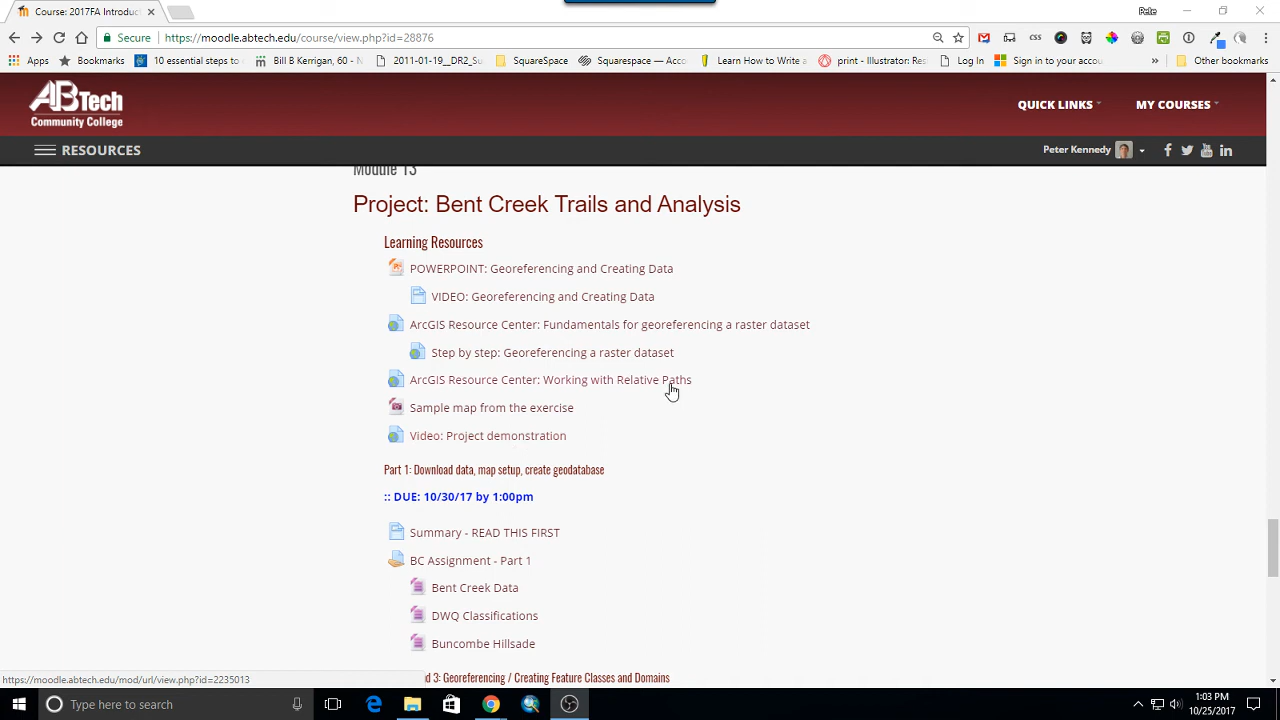 Course: 2017FA Introduc
Pete
Secure
https://moodle.abtech.edu/course/view.php?id=28876
Apps
Bookmarks
10 essential steps to
Bill Barrigan, 60 - N
2011-01-19__DR2_S
SquareSpace
Squarespace — Acco
Learn How to Write a
print - Illustrator: Res
Log In
Sign in to your acco
Other bookmarks
ABTech
Community College
QUICK LINKS
MY COURSES
RESOURCES
Peter Kennedy
Module 13
Project: Bent Creek Trails and Analysis
Learning Resources
POWERPOINT: Georeferencing and Creating Data
VIDEO: Georeferencing and Creating Data
ArcGIS Resource Center: Fundamentals for georeferencing a raster dataset
Step by step: Georeferencing a raster dataset
ArcGIS Resource Center: Working with Relative Paths
Sample map from the exercise
Video: Project demonstration
Part 1: Download data, map setup, create geodatabase
:: DUE: 10/30/17 by 1:00pm
Summary - READ THIS FIRST
BC Assignment - Part 1
Bent Creek Data
DWQ Classifications
Buncombe Hillsade
d 3: Georeferencing / Creating Feature Classes and Domains
https://moodle.abtech.edu/mod/url/view.php?id=2235013
Type here to search
1:03 PM
10/25/2017